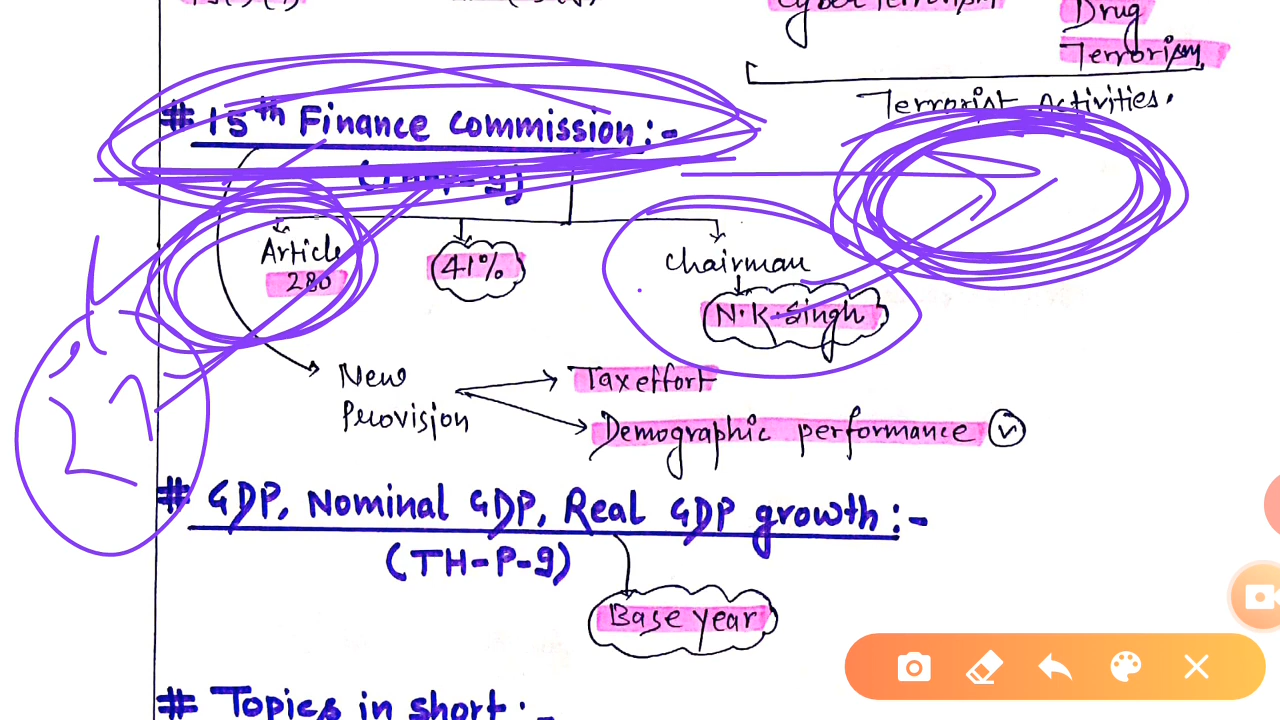 Drug
Terrorism
Terrorist Activities.
# 15th Finance commission:-
Article
280
41%
Chairman
N.K. Singh
New
Provision
Tax effort
Demographic performance
# GDP, Nominal GDP, Real GDP growth:-
(TH-P-9)
Base year
# Topics in short:-